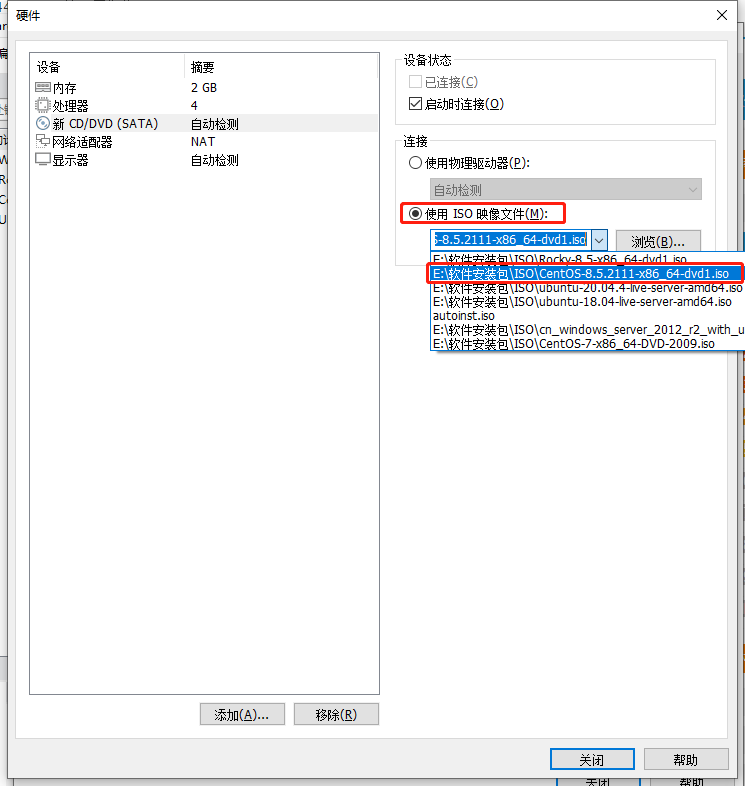 硬件
设备 摘要
内存 2 GB
处理器 4
新 CD/DVD (SATA) 自动检测
网络适配器 NAT
显示器 自动检测
添加(A)...
移除(R)
设备状态
已连接(C)
启动时连接(O)
连接
使用物理驱动器(P):
自动检测
使用 ISO 映像文件(M):
-8.5.2111-x86_64-dvd1.iso
浏览(B)...
E:\软件安装包\ISO\Rocky-8.5-x86_64-dvd1.iso
E:\软件安装包\ISO\CentOS-8.5.2111-x86_64-dvd1.iso
E:\软件安装包\ISO\ubuntu-20.04.4-live-server-amd64.iso
E:\软件安装包\ISO\ubuntu-18.04-live-server-amd64.iso
autoinst.iso
E:\软件安装包\ISO\cn_windows_server_2012_r2_with_u
E:\软件安装包\ISO\CentOS-7-x86_64-DVD-2009.iso
关闭
帮助
关闭
帮助